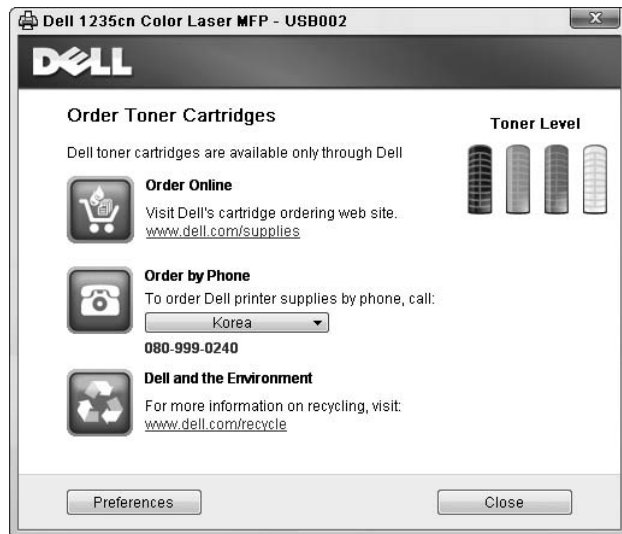 Dell 1235cn Color Laser MFP - USB002
DELL
Order Toner Cartridges
Toner Level
Dell toner cartridges are available only through Dell
Order Online
Visit Dell's cartridge ordering web site.
www.dell.com/supplies
Order by Phone
To order Dell printer supplies by phone, call:
Korea
080-999-0240
Dell and the Environment
For more information on recycling, visit:
www.dell.com/recycle
Preferences
Close